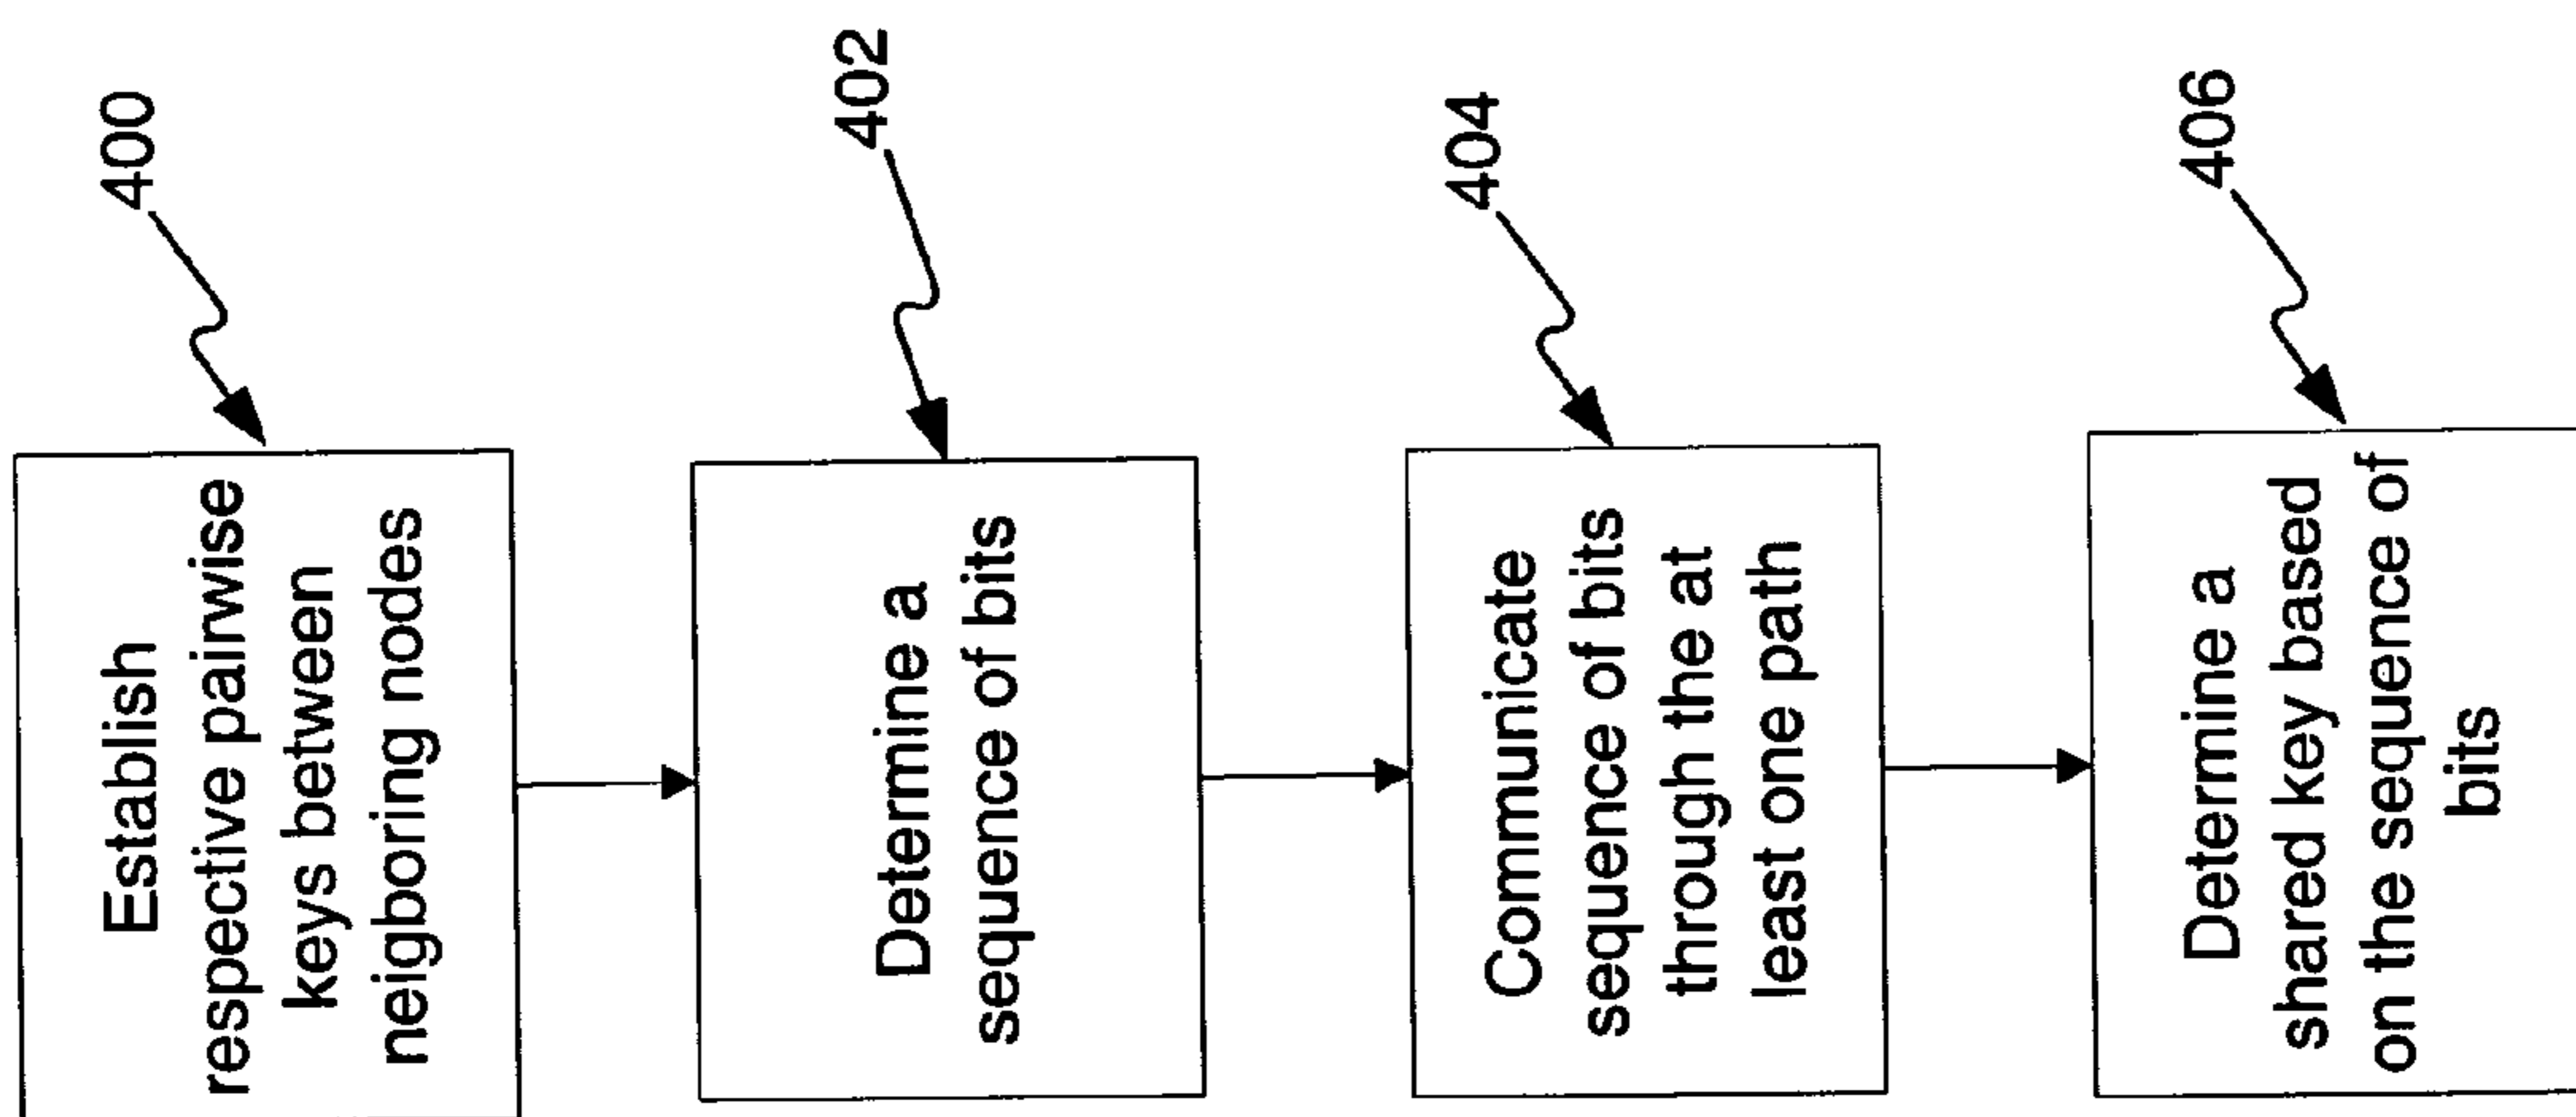 400
Establish
respective pairwise
keys between
neigboring nodes
402
Determine a
sequence of bits
404
Communicate
sequence of bits
through the at
least one path
406
Determine a
shared key based
on the sequence of
bits